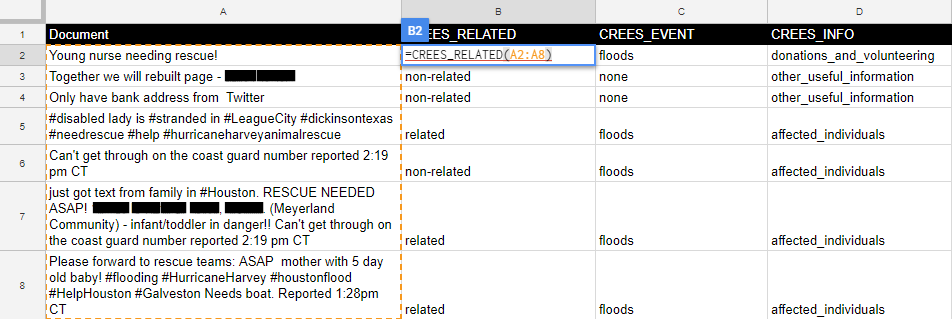 A B C D
B2
1 Document EES_RELATED CREES_EVENT CREES_INFO
2 Young nurse needing rescue! =CREES_RELATED(A2:A8) floods donations_and_volunteering
3 Together we will rebuilt page - non-related none other_useful_information
4 Only have bank address from Twitter non-related none other_useful_information
#disabled lady is #stranded in #LeagueCity #dickinsontexas
5 #needrescue #help #hurricaneharveyanimalrescue related floods affected_individuals
Can't get through on the coast guard number reported 2:19
6 pm CT non-related floods affected_individuals
just got text from family in #Houston. RESCUE NEEDED
ASAP! , . (Meyerland
7 Community) - infant/toddler in danger!! Can't get through on
the coast guard number reported 2:19 pm CT related floods affected_individuals
Please forward to rescue teams: ASAP mother with 5 day
old baby! #flooding #HurricaneHarvey #houstonflood
8 #HelpHouston #Galveston Needs boat. Reported 1:28pm
CT related floods affected_individuals